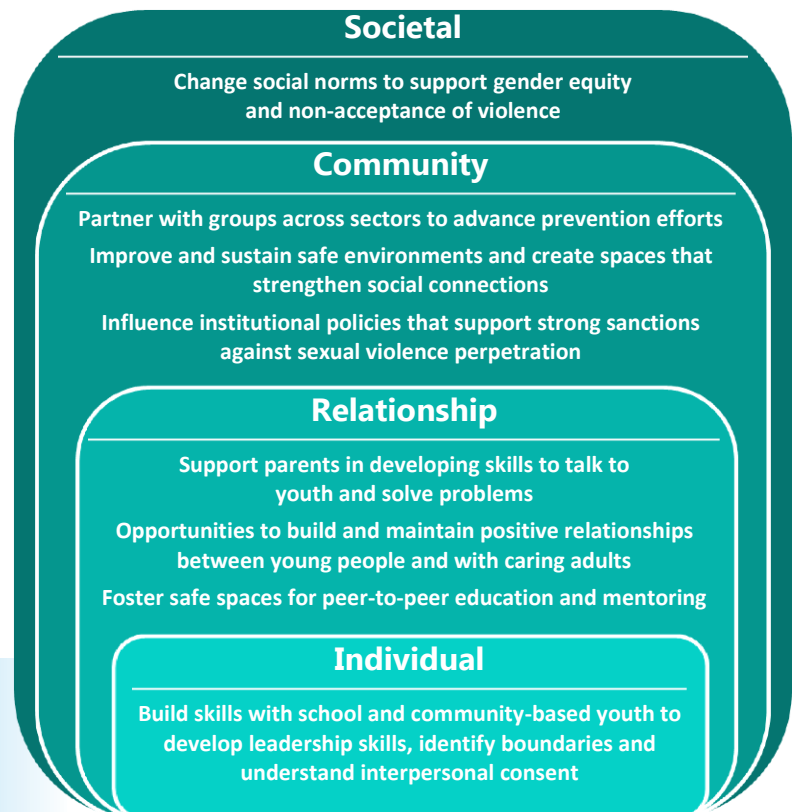 Societal
Change social norms to support gender equity
and non-acceptance of violence
Community
Partner with groups across sectors to advance prevention efforts
Improve and sustain safe environments and create spaces that
strengthen social connections
Influence institutional policies that support strong sanctions
against sexual violence perpetration
Relationship
Support parents in developing skills to talk to
youth and solve problems
Opportunities to build and maintain positive relationships
between young people and with caring adults
Foster safe spaces for peer-to-peer education and mentoring
Individual
Build skills with school and community-based youth to
develop leadership skills, identify boundaries and
understand interpersonal consent